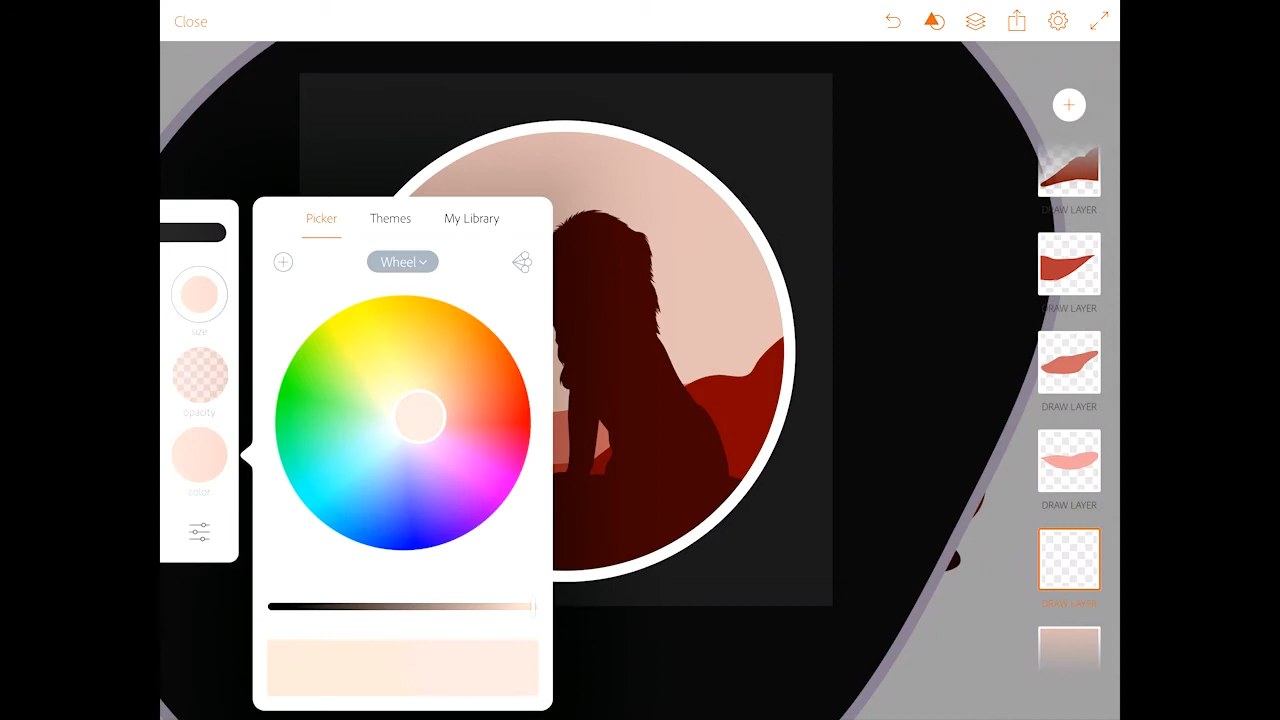 Close
Picker
Themes
My Library
Wheel
size
opacity
color
DRAW LAYER
DRAW LAYER
DRAW LAYER
DRAW LAYER
DRAW LAYER